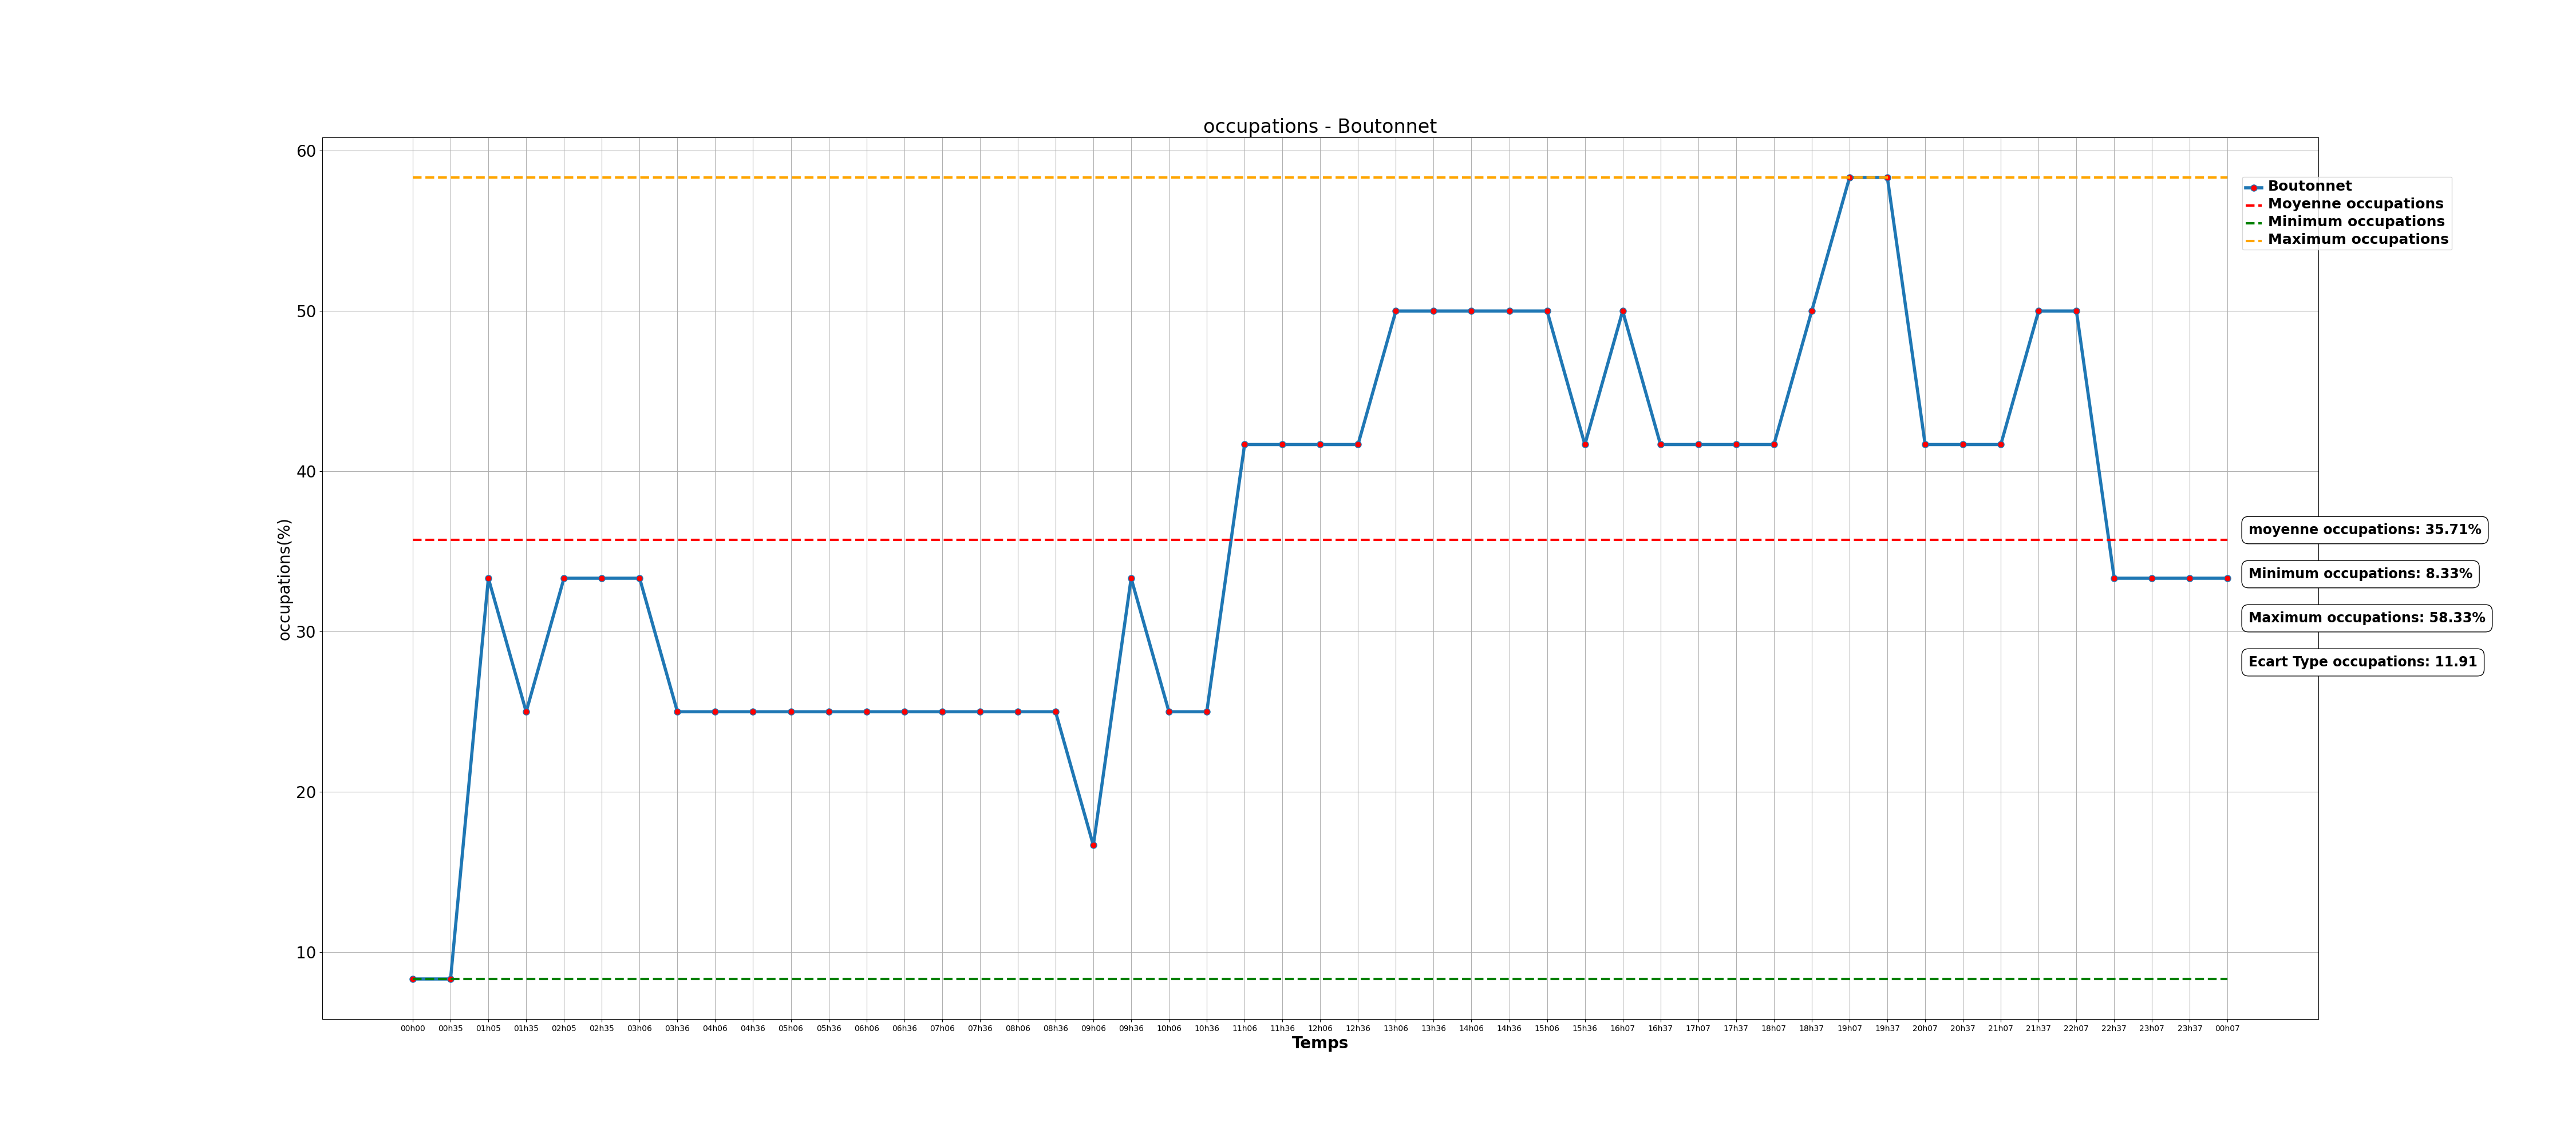 occupations - Boutonnet
60
50
40
30
20
10
occupations(%)
Boutonnet
Moyenne occupations
Minimum occupations
Maximum occupations
moyenne occupations: 35.71%
Minimum occupations: 8.33%
Maximum occupations: 58.33%
Ecart Type occupations: 11.91
00h00 00h35 01h05 01h35 02h05 02h35 03h06 03h36 04h06 04h36 05h06 05h36 06h06 06h36 07h06 07h36 08h06 08h36 09h06 09h36 10h06 10h36 11h06 11h36 12h06 12h36 13h06 13h36 14h06 14h36 15h06 15h36 16h07 16h37 17h07 17h37 18h07 18h37 19h07 19h37 20h07 20h37 21h07 21h37 22h07 22h37 23h07 23h37 00h07
Temps